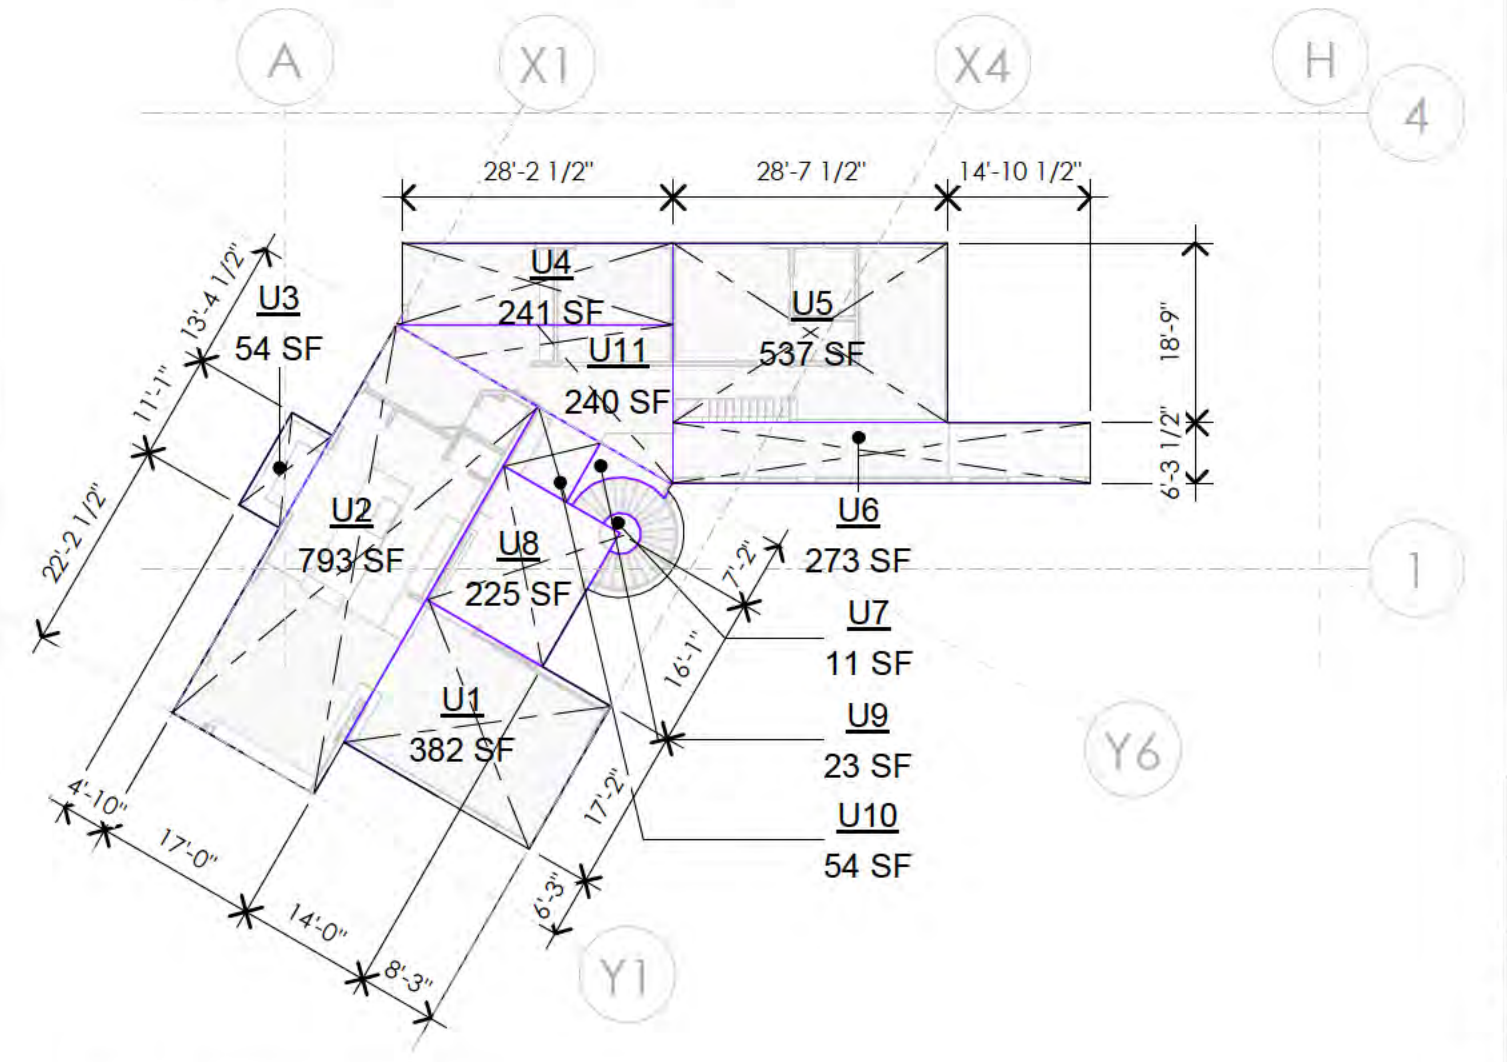 A
X1
X4
H
4
28'-2 1/2"
28'-7 1/2"
14'-10 1/2"
13'-4 1/2"
U3
54 SF
U4
241 SF
U5
537 SF
18'-9"
U11
240 SF
11'-1"
6'-3 1/2"
22'-2 1/2"
U2
793 SF
U8
225 SF
U6
273 SF
1
7'-2"
U7
11 SF
16'-1"
U1
382 SF
U9
23 SF
Y6
17'-2"
4'-10"
U10
54 SF
17'-0"
6'-3"
14'-0"
8'-3"
Y1